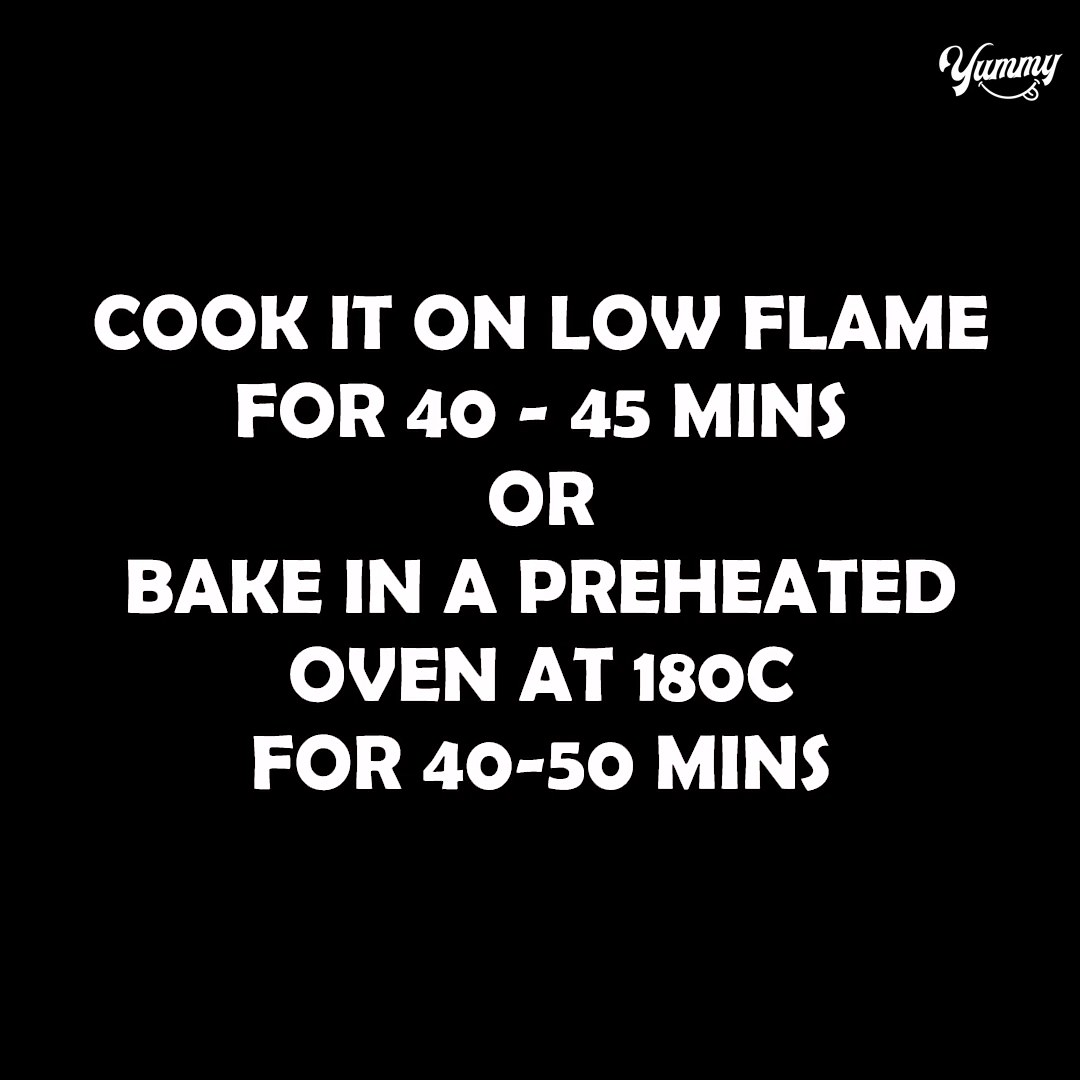 Yummy
COOK IT ON LOW FLAME
FOR 40 - 45 MINS
OR
BAKE IN A PREHEATED
OVEN AT 180C
FOR 40-50 MINS